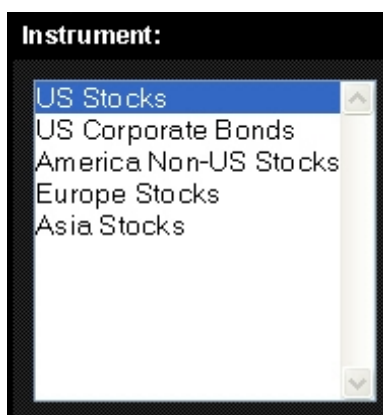 Instrument:
US Stocks
US Corporate Bonds
America Non-US Stocks
Europe Stocks
Asia Stocks